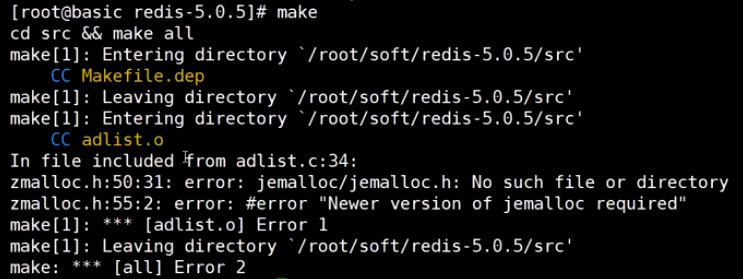 [root@basic redis-5.0.5]# make
cd src && make all
make[1]: Entering directory `/root/soft/redis-5.0.5/src'
    CC Makefile.dep
make[1]: Leaving directory `/root/soft/redis-5.0.5/src'
make[1]: Entering directory `/root/soft/redis-5.0.5/src'
    CC adlist.o
In file included from adlist.c:34:
zmalloc.h:50:31: error: jemalloc/jemalloc.h: No such file or directory
zmalloc.h:55:2: error: #error "Newer version of jemalloc required"
make[1]: *** [adlist.o] Error 1
make[1]: Leaving directory `/root/soft/redis-5.0.5/src'
make: *** [all] Error 2